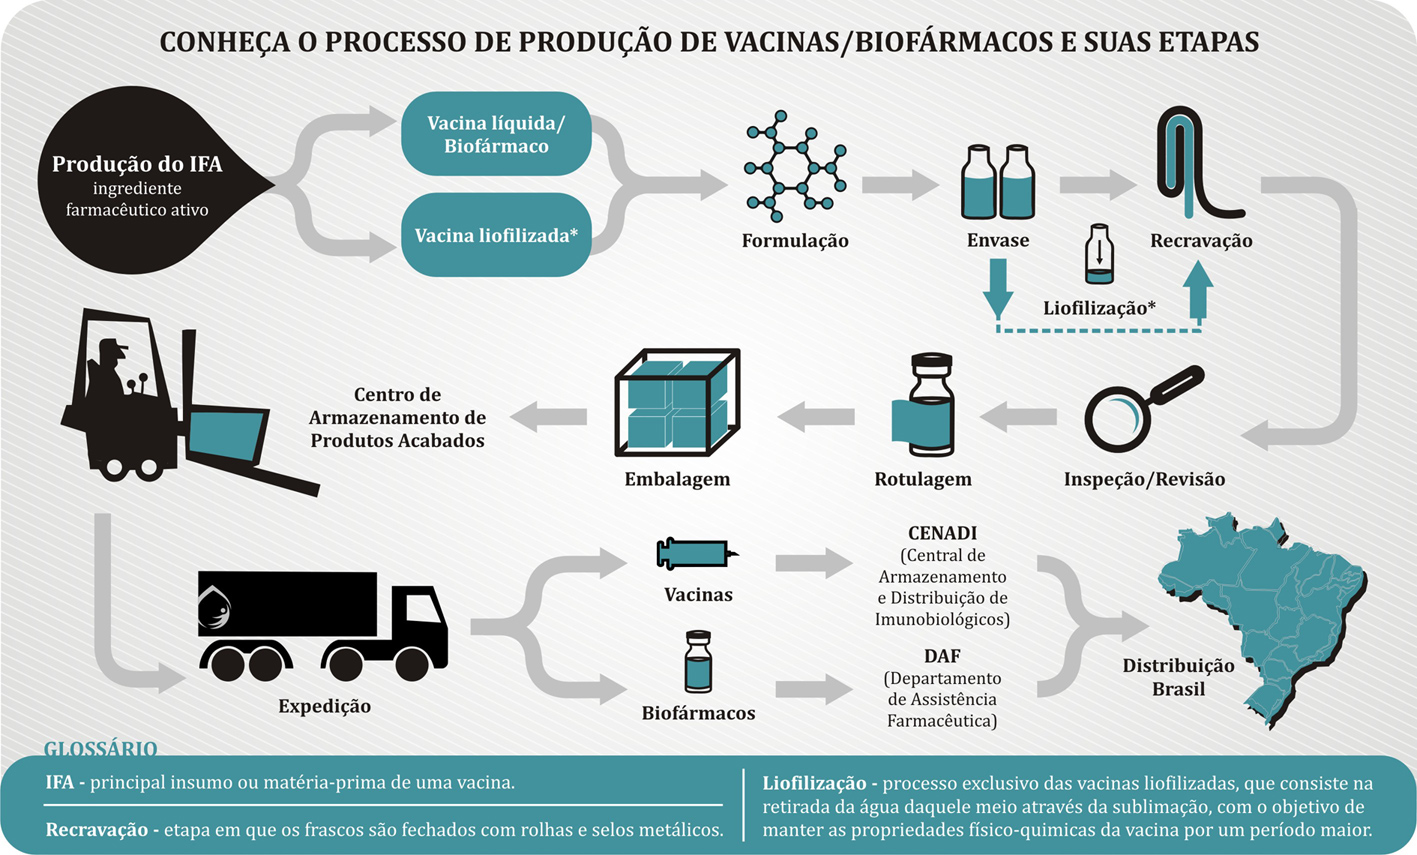 CONHEÇA O PROCESSO DE PRODUÇÃO DE VACINAS/BIOFÁRMACOS E SUAS ETAPAS
Produção do IFA
ingrediente
farmacêutico ativo
Vacina líquida/
Biofármaco
Vacina liofilizada*
Formulação
Envase
Recravação
Liofilização*
Centro de
Armazenamento de
Produtos Acabados
Embalagem
Rotulagem
Inspeção/Revisão
Expedição
Vacinas
Biofármacos
CENADI
(Central de
Armazenamento
e Distribuição de
Imunobiológicos)
DAF
(Departamento
de Assistência
Farmacêutica)
Distribuição
Brasil
GLOSSÁRIO
IFA - principal insumo ou matéria-prima de uma vacina.
Recravação - etapa em que os frascos são fechados com rolhas e selos metálicos.
Liofilização - processo exclusivo das vacinas liofilizadas, que consiste na
retirada da água daquele meio através da sublimação, com o objetivo de
manter as propriedades físico-quimicas da vacina por um período maior.